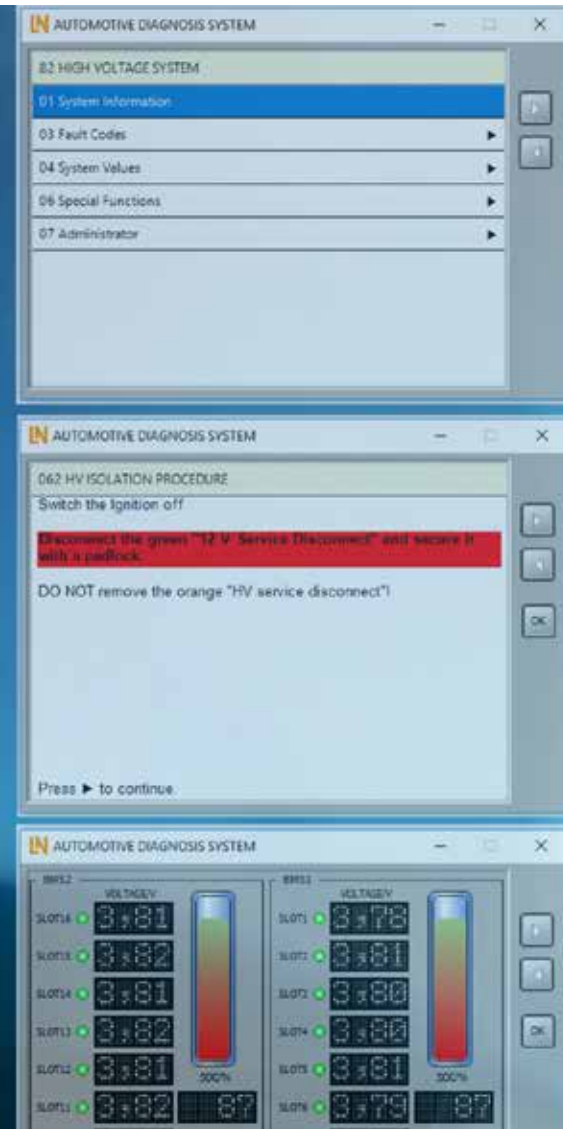 LN AUTOMOTIVE DIAGNOSIS SYSTEM
82 HIGH VOLTAGE SYSTEM
01 System Information
03 Fault Codes
04 System Values
06 Special Functions
07 Administrator
LN AUTOMOTIVE DIAGNOSIS SYSTEM
062 HV ISOLATION PROCEDURE
Switch the Ignition off
Disconnect the green "12 V Service Disconnect" and secure it
with a padlock.
DO NOT remove the orange "HV service disconnect"!
OK
Press ► to continue
LN AUTOMOTIVE DIAGNOSIS SYSTEM
BMS2
BMS1
VOLTAGE/V
VOLTAGE/V
SLOT16 3.81
SLOT1 3.78
SLOT15 3.82
SLOT2 3.81
SLOT14 3.81
3.80
SLOT13 3.82
SLOT4 3.80
OK
SLOT12 3.81
SLOT5 3.81
SLOT11 3.82 87
SLOT6 3.79 87